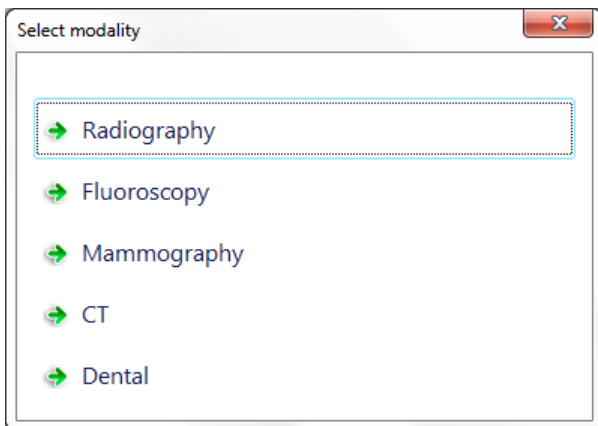 Select modality
Radiography
Fluoroscopy
Mammography
CT
Dental